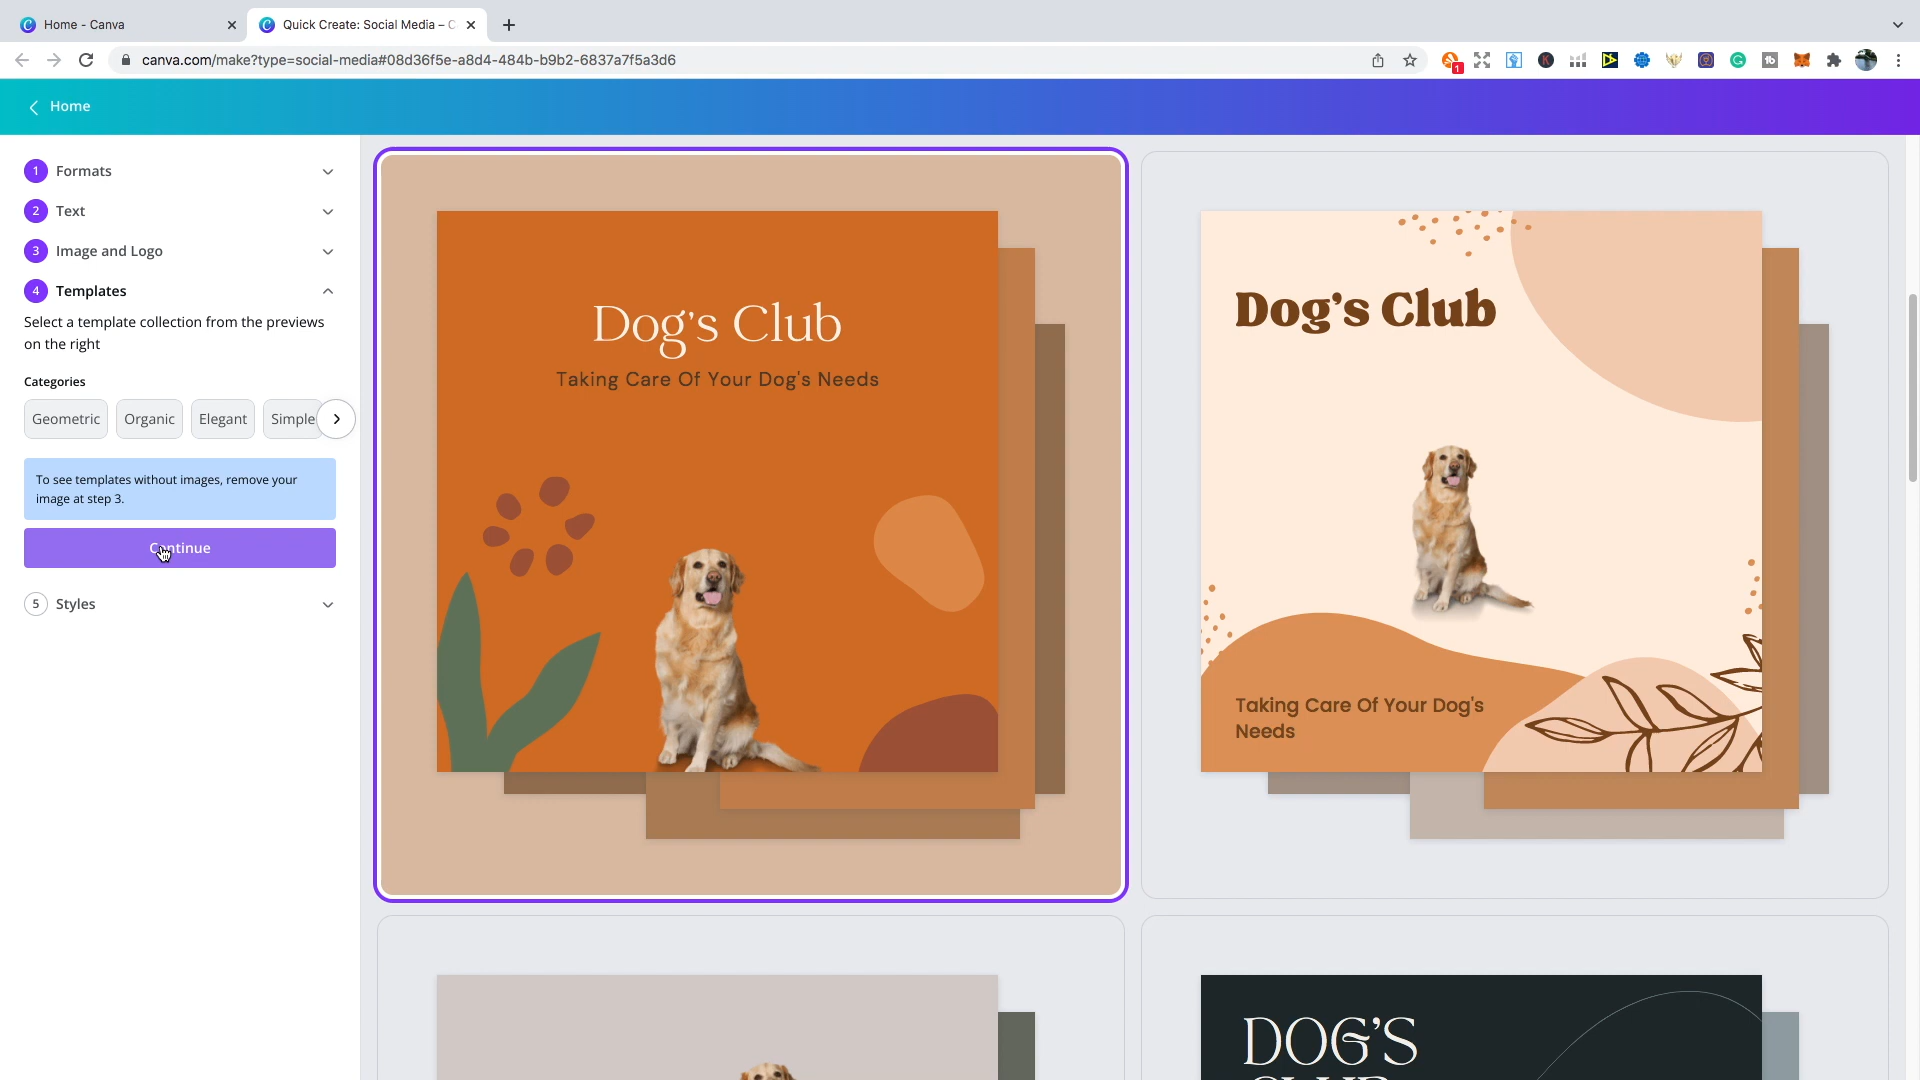 Home - Canva
Quick Create: Social Media – C
canva.com/make?type=social-media#08d36f5e-a8d4-484b-b9b2-6837a7f5a3d6
1
Home
1 Formats
2 Text
3 Image and Logo
4 Templates
Select a template collection from the previews
on the right
Categories
Geometric
Organic
Elegant
Simple
To see templates without images, remove your
image at step 3.
Continue
5 Styles
Dog's Club
Taking Care Of Your Dog's Needs
Dog's Club
Taking Care Of Your Dog's
Needs
DOG'S